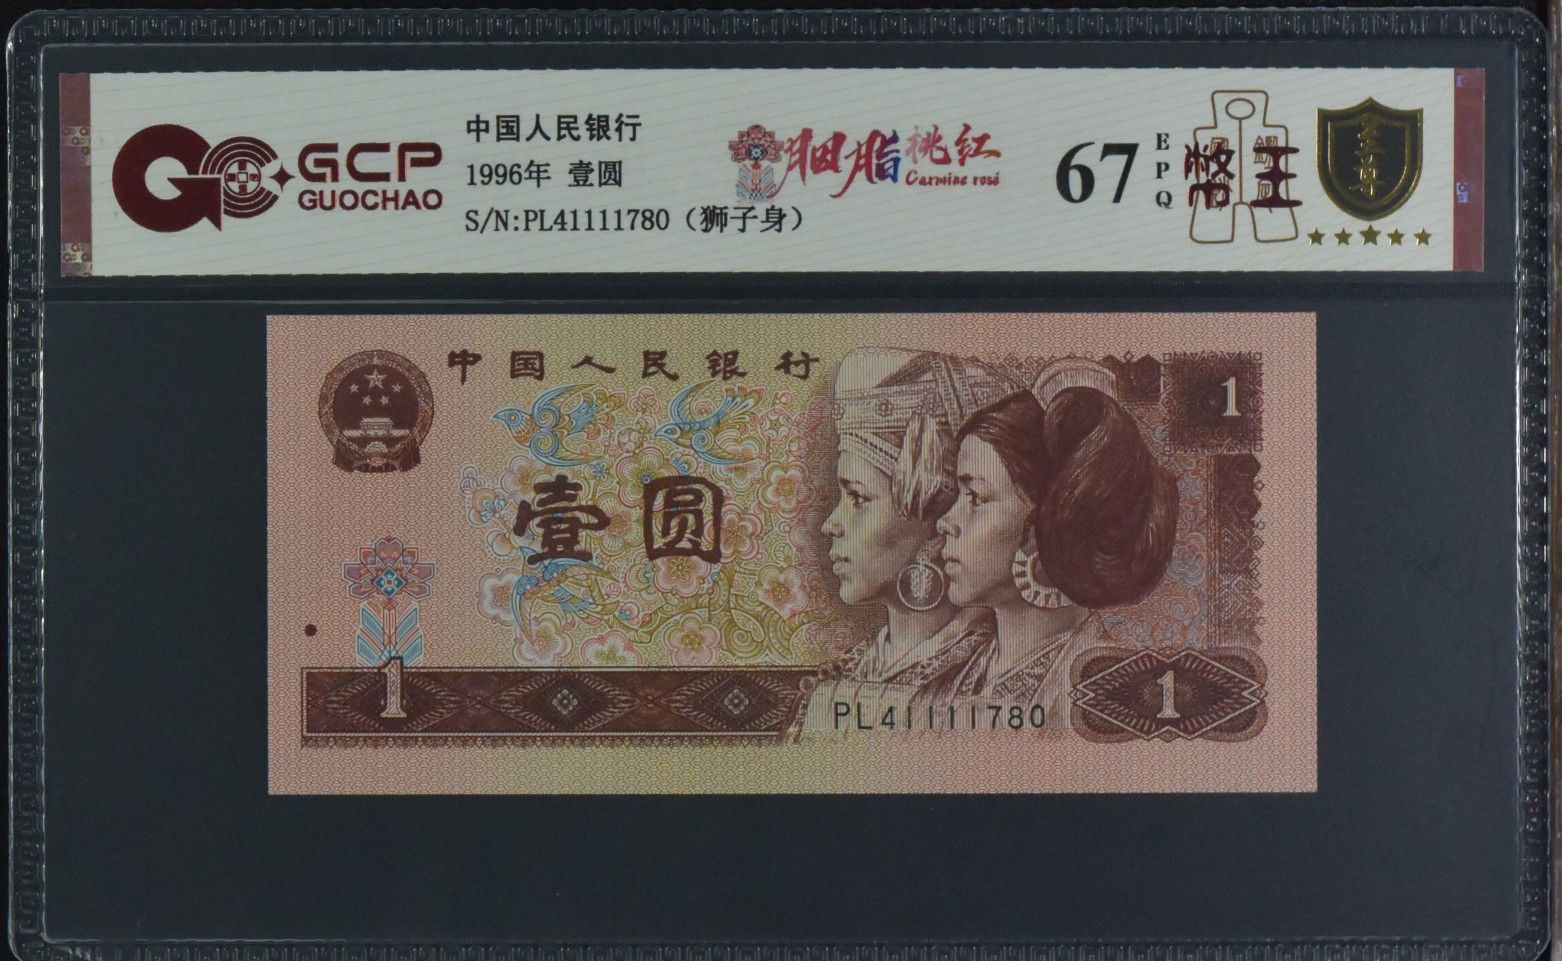 GCP
GUOCHAO
中国人民银行
1996年 壹圆
S/N:PL41111780（狮子身）
胭脂桃红
Carmine rosé
67
EPQ
至尊
中国人民银行
1
壹圆
1
PL41111780
1